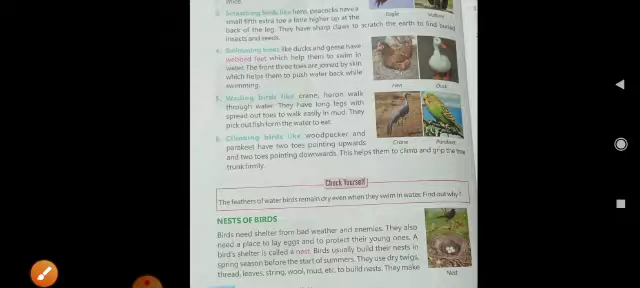 mice.
Eagle
Vulture
3. Scratching birds like hens, peacocks have a
small fifth extra toe a little higher up at the
back of the leg. They have sharp claws to scratch the earth to find buried
insects and seeds.
4. Swimming birds like ducks and geese have
webbed feet which help them to swim in
water. The front three toes are joined by skin
which helps them to push water back while
swimming.
Hen
Duck
5. Wading birds like crane, heron walk
through water. They have long legs with
spread out toes to walk easily in mud. They
pick out fish form the water to eat.
Crane
Parakeet
6. Climbing birds like woodpecker and
parakeet have two toes pointing upwards
and two toes pointing downwards. This helps them to climb and grip the tree
trunk firmly.
Check Yourself
The feathers of water birds remain dry even when they swim in water. Find out why?
NESTS OF BIRDS
Birds need shelter from bad weather and enemies. They also
need a place to lay eggs and to protect their young ones. A
bird's shelter is called a nest. Birds usually build their nests in
spring season before the start of summers. They use dry twigs,
thread, leaves, string, wool, mud, etc. to build nests. They make
Nest